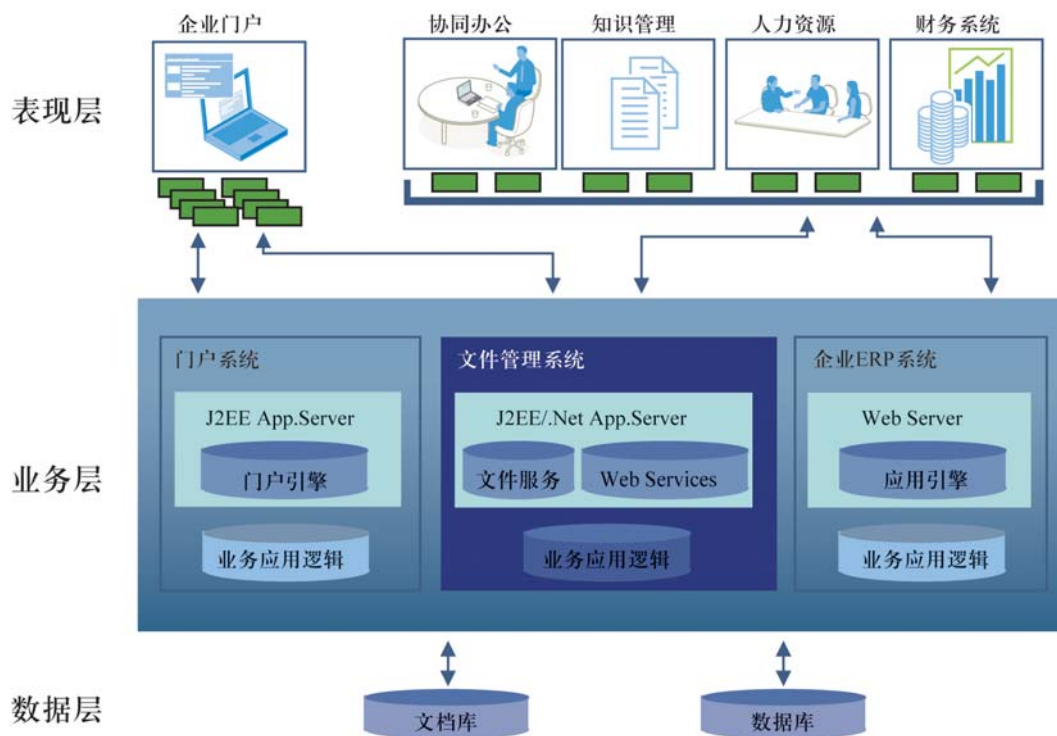 企业门户
协同办公
知识管理
人力资源
财务系统
表现层
门户系统
文件管理系统
企业ERP系统
J2EE App.Server
J2EE/.Net App.Server
Web Server
业务层
门户引擎
文件服务
Web Services
应用引擎
业务应用逻辑
业务应用逻辑
业务应用逻辑
数据层
文档库
数据库